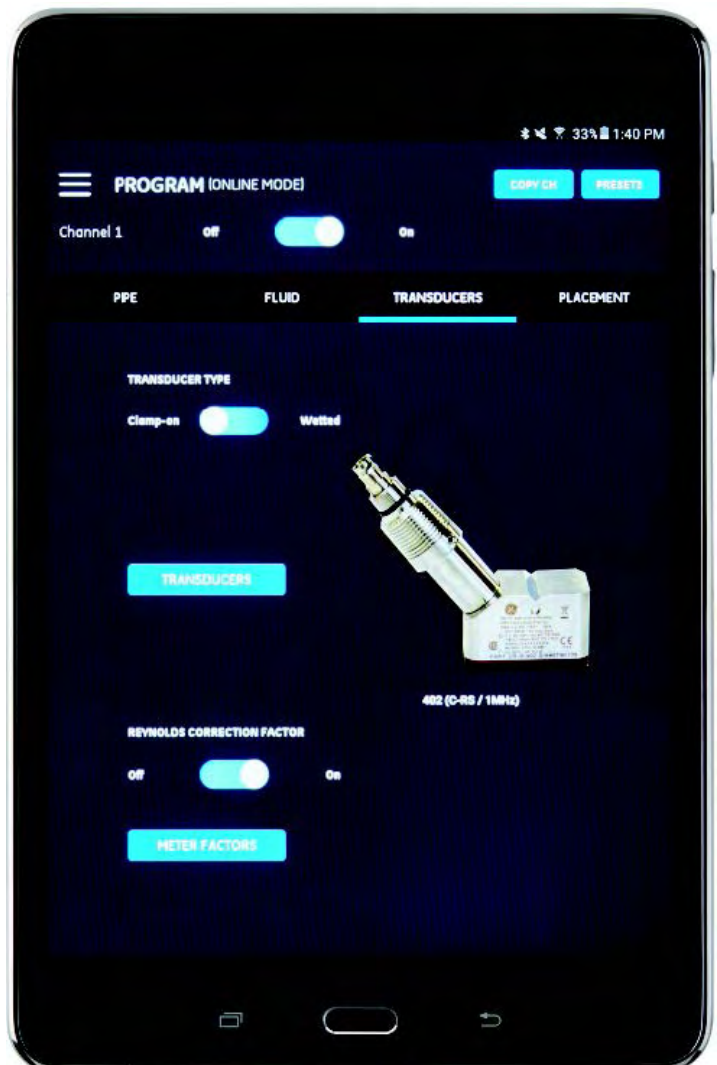 33% 1:40 PM
PROGRAM (ONLINE MODE)
COPY CH
PRESETS
Channel 1 Off On
PIPE FLUID TRANSDUCERS PLACEMENT
TRANSDUCER TYPE
Clamp-on Wetted
TRANSDUCERS
402 (C-RS / 1MHz)
REYNOLDS CORRECTION FACTOR
Off On
METER FACTORS